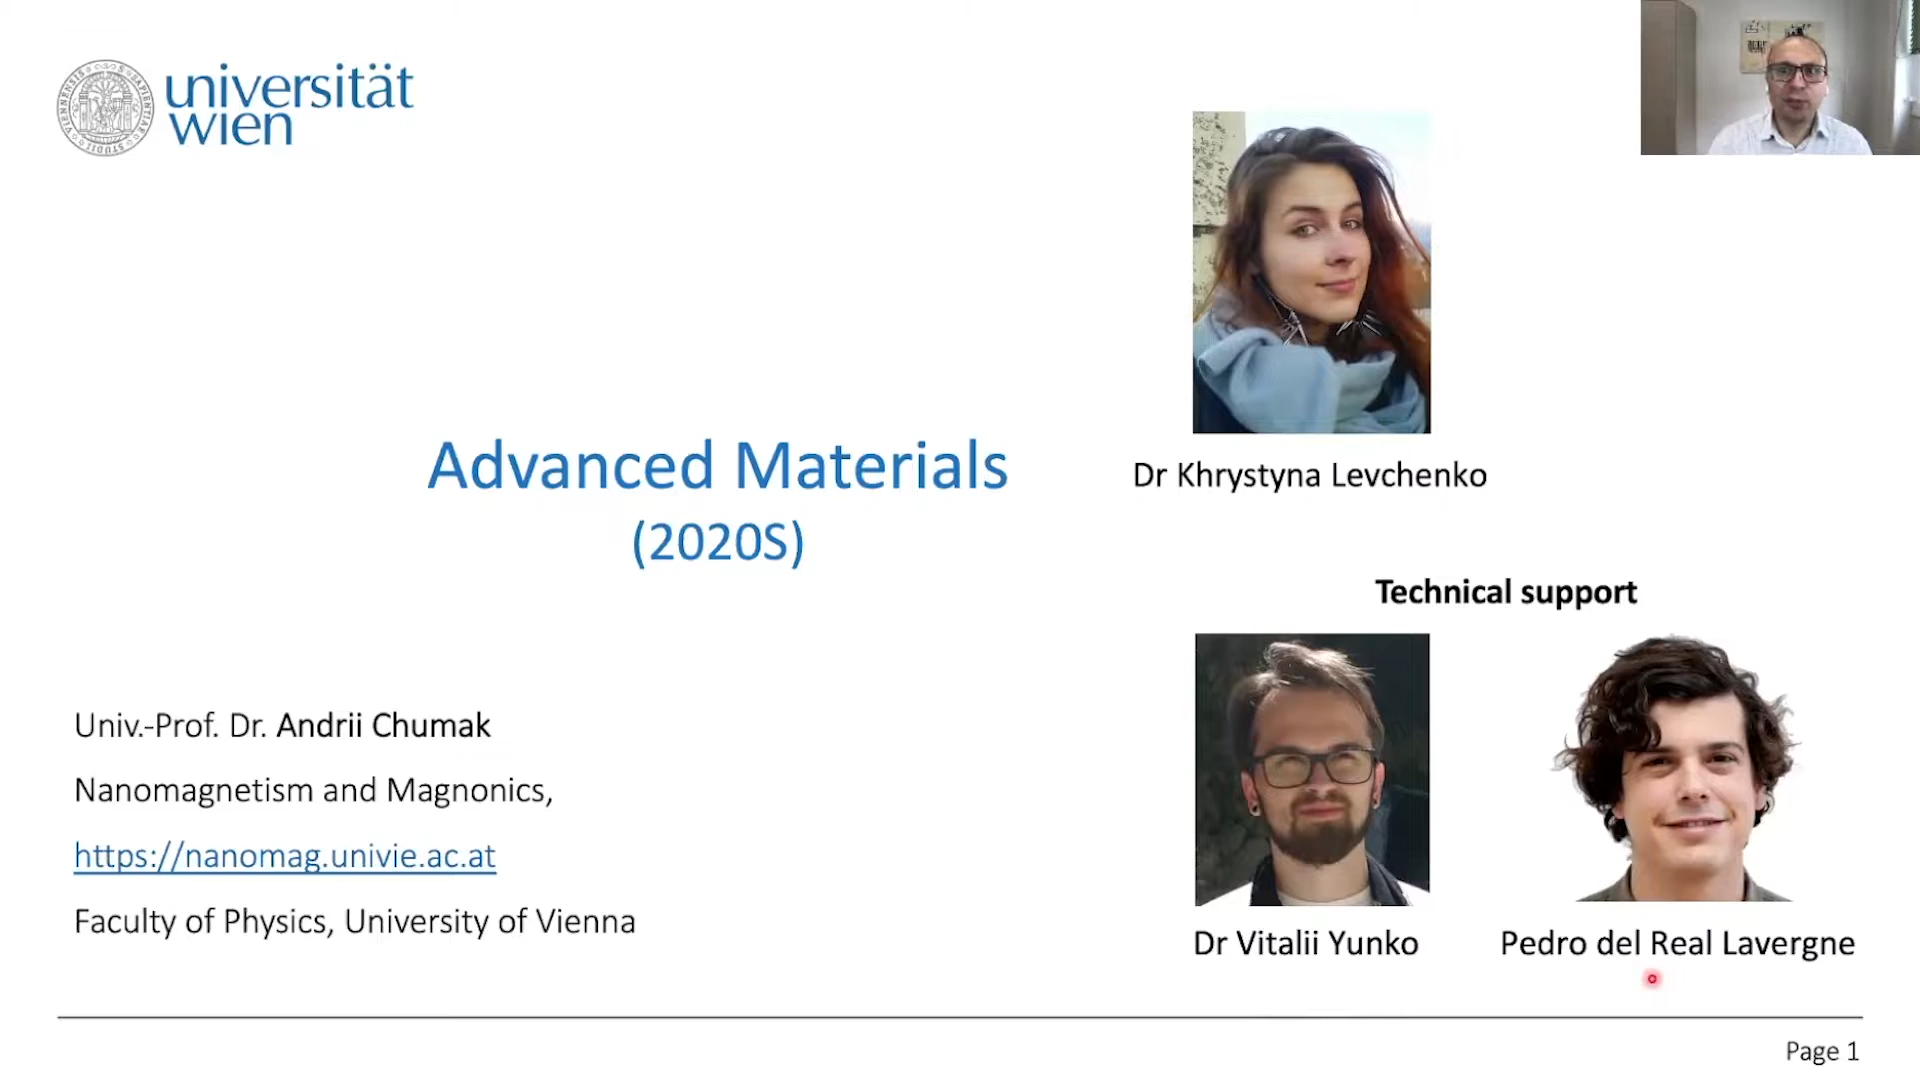 universität
wien
Advanced Materials
(2020S)
Dr Khrystyna Levchenko
Technical support
Dr Vitalii Yunko
Pedro del Real Lavergne
Univ.-Prof. Dr. Andrii Chumak
Nanomagnetism and Magnonics,
https://nanomag.univie.ac.at
Faculty of Physics, University of Vienna
Page 1